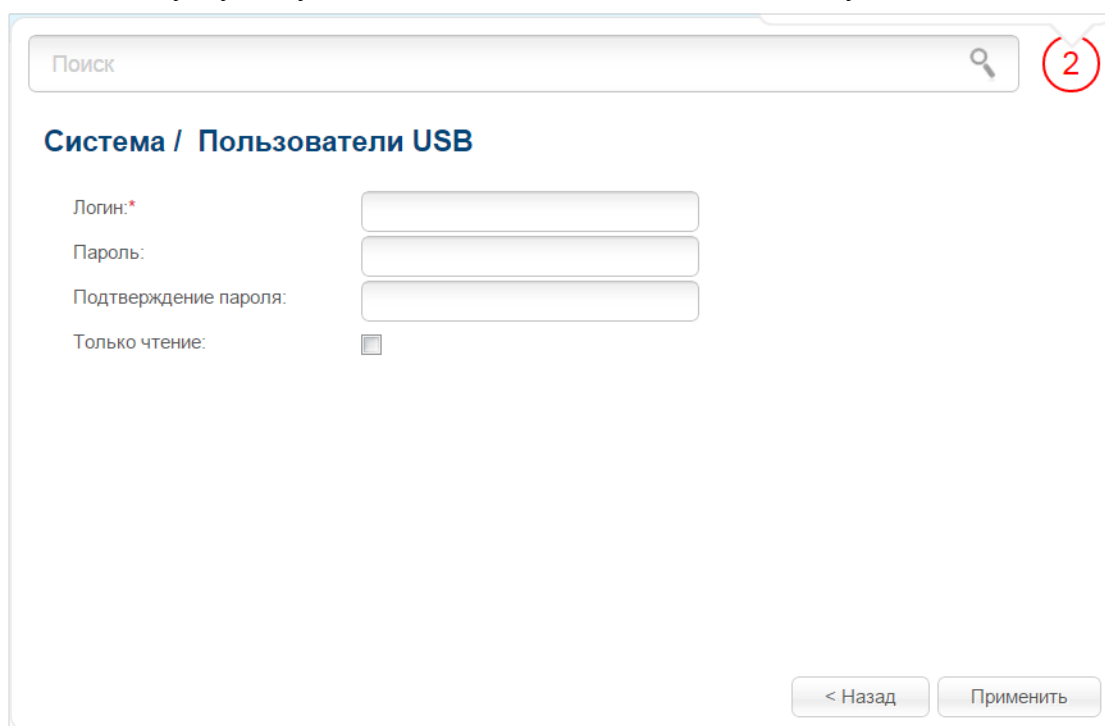 Поиск
2
Система / Пользователи USB
Логин:*
Пароль:
Подтверждение пароля:
Только чтение:
< Назад
Применить